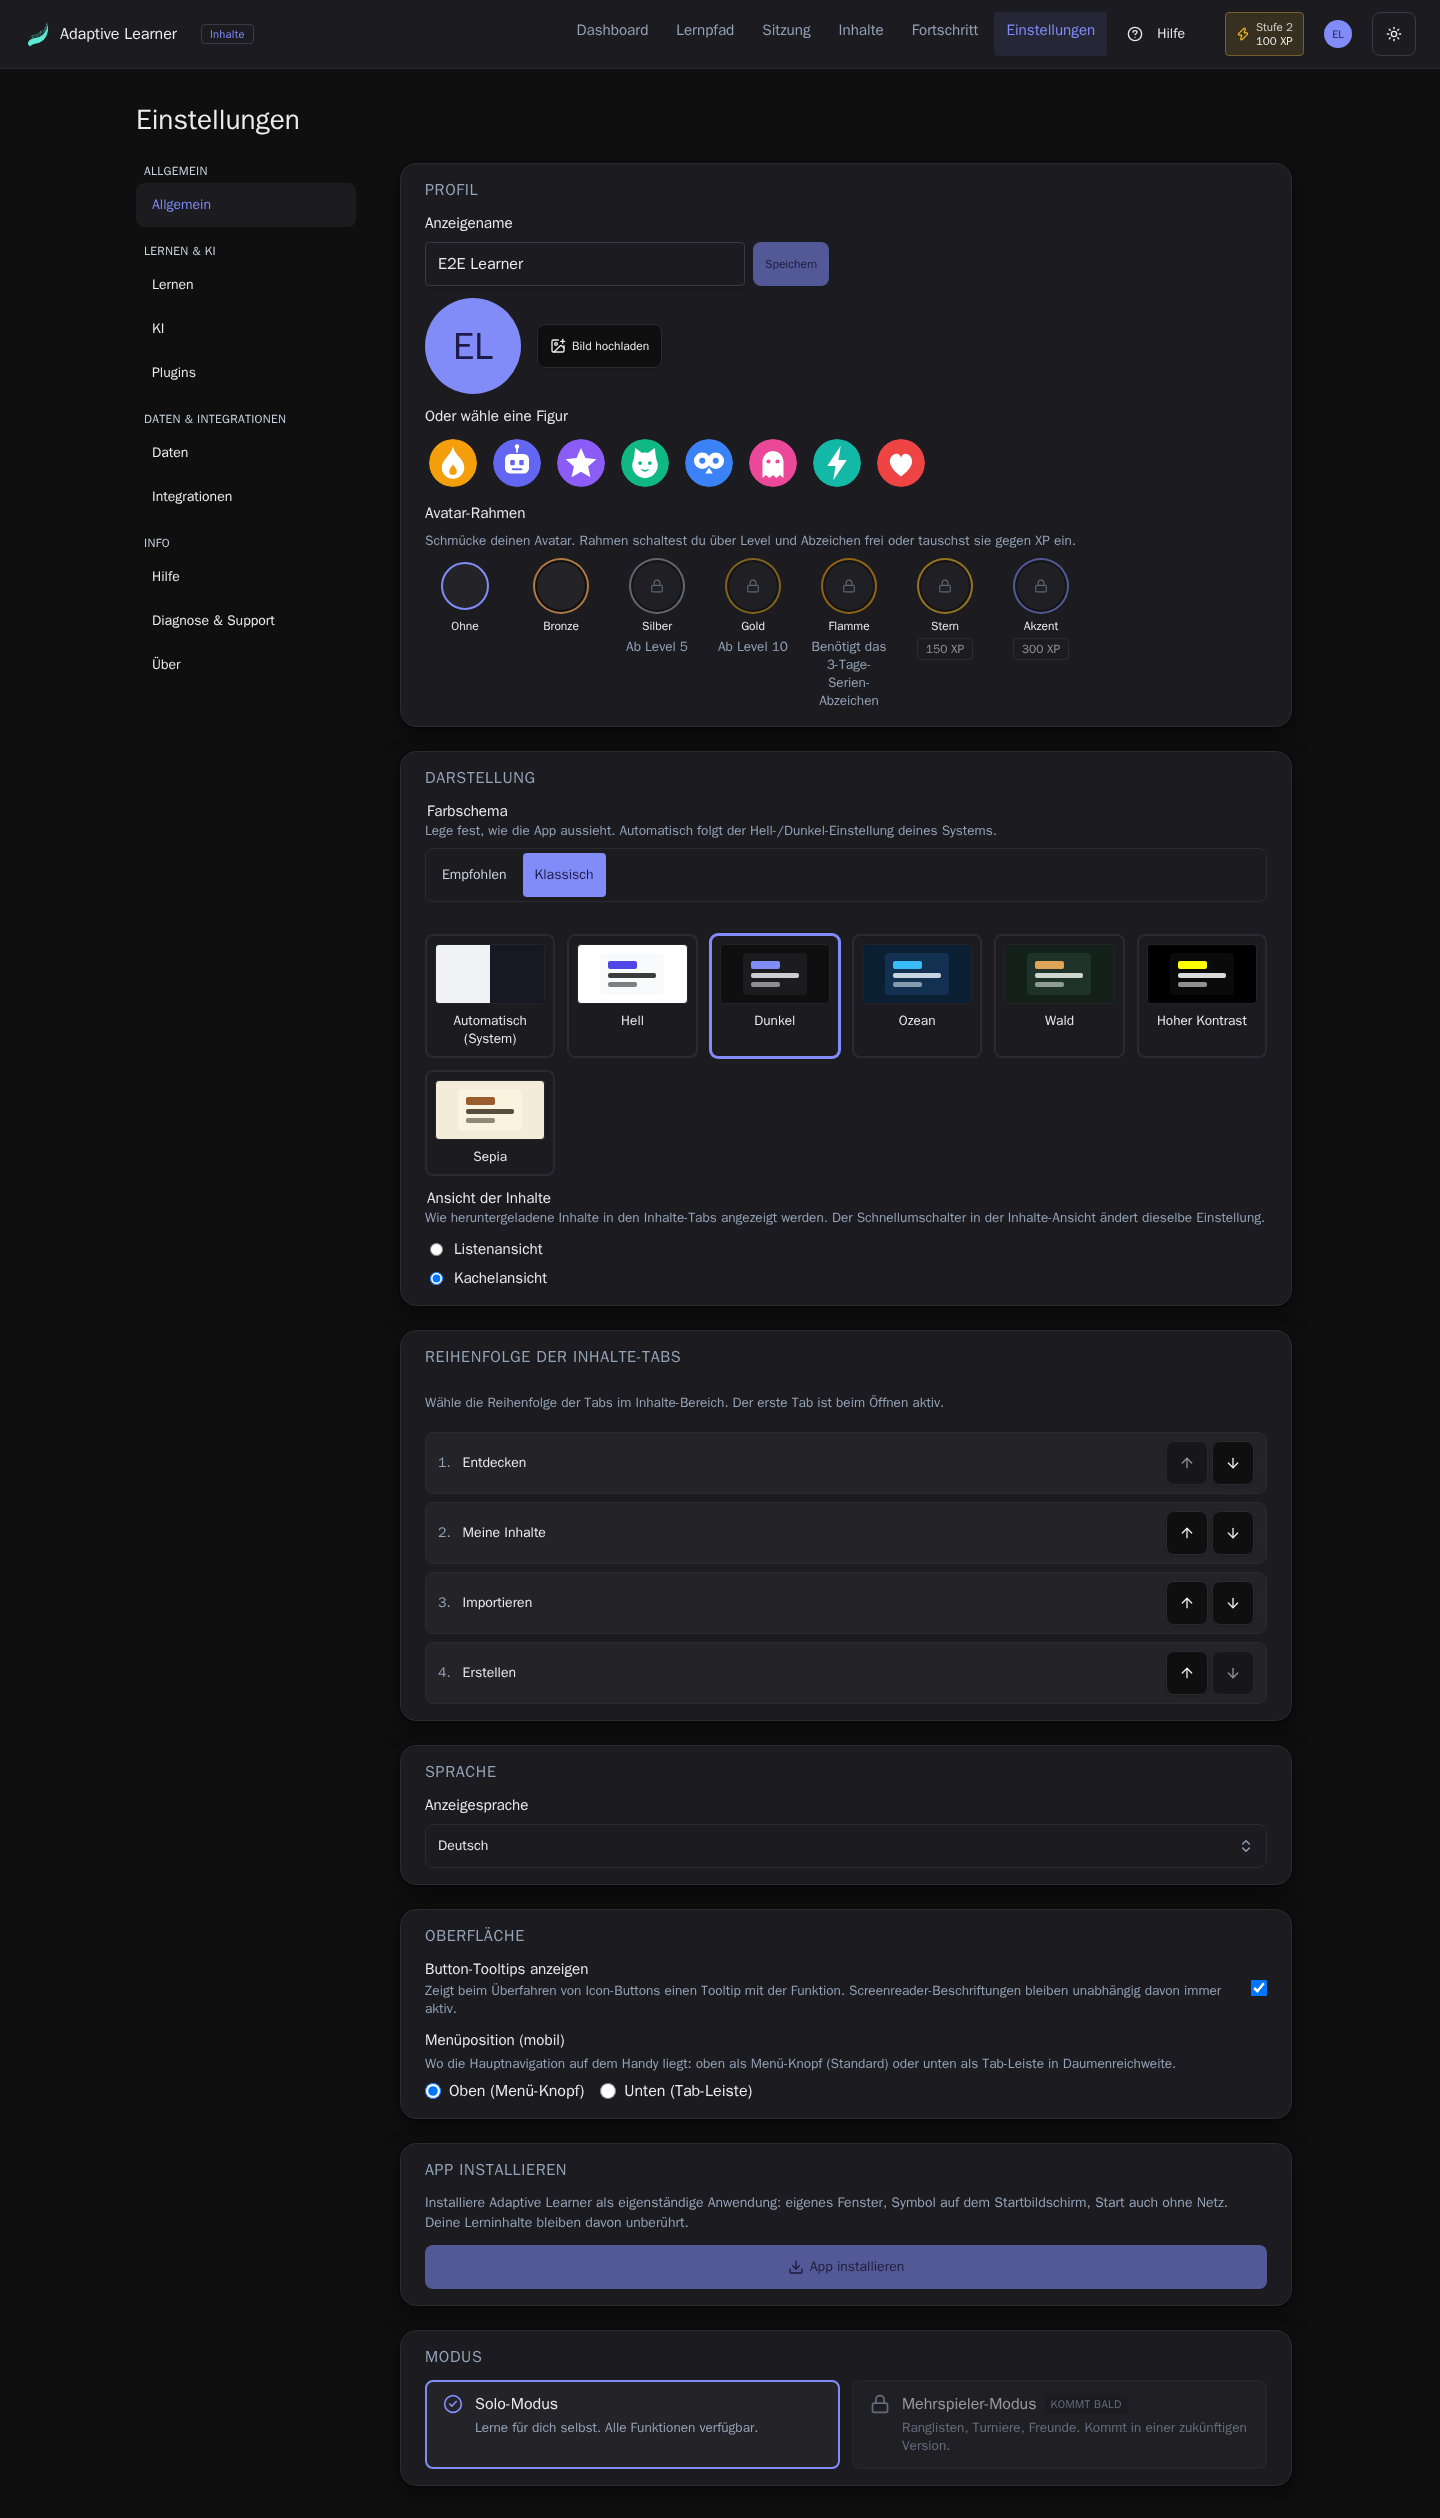 Adaptive Learner
Inhalte
Dashboard
Lernpfad
Sitzung
Inhalte
Fortschritt
Einstellungen
Hilfe
Stufe 2
100 XP
EL
Einstellungen
ALLGEMEIN
Allgemein
LERNEN & KI
Lernen
KI
Plugins
DATEN & INTEGRATIONEN
Daten
Integrationen
INFO
Hilfe
Diagnose & Support
Über
PROFIL
Anzeigename
E2E Learner
Speichern
EL
Bild hochladen
Oder wähle eine Figur
Avatar-Rahmen
Schmücke deinen Avatar. Rahmen schaltest du über Level und Abzeichen frei oder tauschst sie gegen XP ein.
Ohne
Bronze
Silber
Ab Level 5
Gold
Ab Level 10
Flamme
Benötigt das
3-Tage-
Serien-
Abzeichen
Stern
150 XP
Akzent
300 XP
DARSTELLUNG
Farbschema
Lege fest, wie die App aussieht. Automatisch folgt der Hell-/Dunkel-Einstellung deines Systems.
Empfohlen
Klassisch
Automatisch
(System)
Hell
Dunkel
Ozean
Wald
Hoher Kontrast
Sepia
Ansicht der Inhalte
Wie heruntergeladene Inhalte in den Inhalte-Tabs angezeigt werden. Der Schnellumschalter in der Inhalte-Ansicht ändert dieselbe Einstellung.
Listenansicht
Kachelansicht
REIHENFOLGE DER INHALTE-TABS
Wähle die Reihenfolge der Tabs im Inhalte-Bereich. Der erste Tab ist beim Öffnen aktiv.
1. Entdecken
2. Meine Inhalte
3. Importieren
4. Erstellen
SPRACHE
Anzeigesprache
Deutsch
OBERFLÄCHE
Button-Tooltips anzeigen
Zeigt beim Überfahren von Icon-Buttons einen Tooltip mit der Funktion. Screenreader-Beschriftungen bleiben unabhängig davon immer
aktiv.
Menüposition (mobil)
Wo die Hauptnavigation auf dem Handy liegt: oben als Menü-Knopf (Standard) oder unten als Tab-Leiste in Daumenreichweite.
Oben (Menü-Knopf)
Unten (Tab-Leiste)
APP INSTALLIEREN
Installiere Adaptive Learner als eigenständige Anwendung: eigenes Fenster, Symbol auf dem Startbildschirm, Start auch ohne Netz.
Deine Lerninhalte bleiben davon unberührt.
App installieren
MODUS
Solo-Modus
Lerne für dich selbst. Alle Funktionen verfügbar.
Mehrspieler-Modus
KOMMT BALD
Ranglisten, Turniere, Freunde. Kommt in einer zukünftigen
Version.